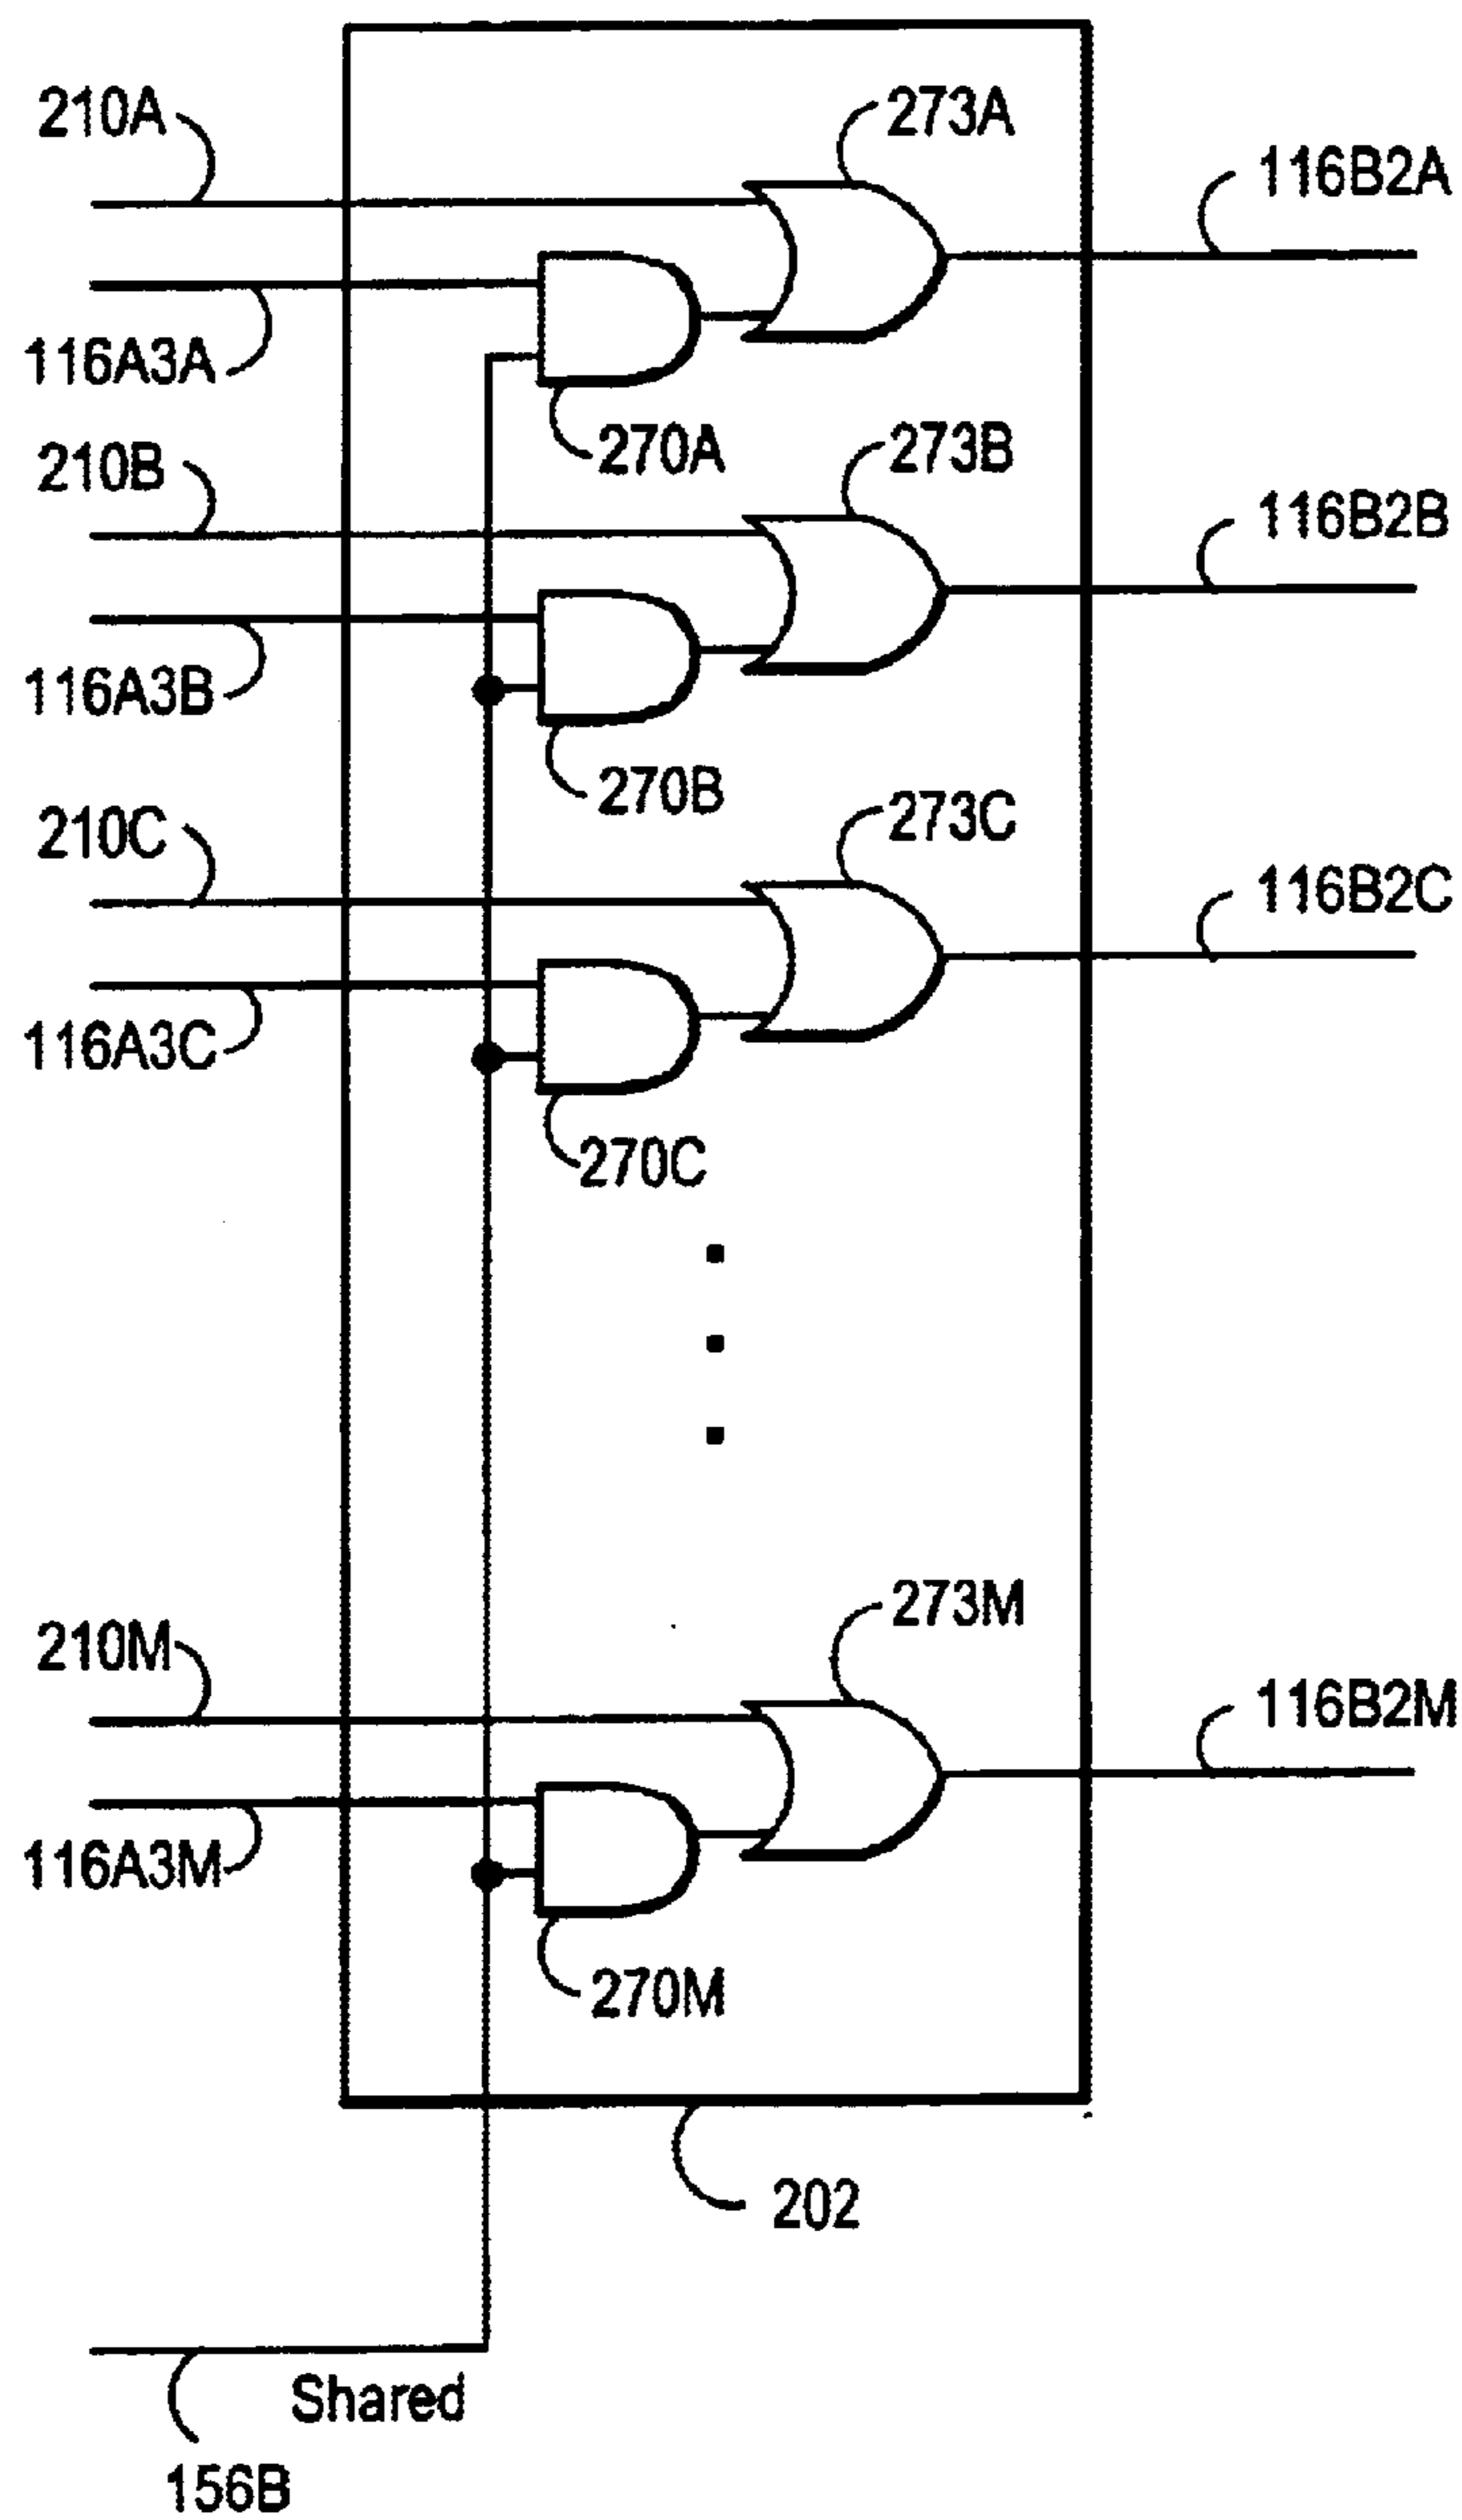 210A
273A
116B2A
116A3A
270A
210B
273B
116B2B
116A3B
270B
210C
273C
116B2C
116A3C
270C
273M
210M
116B2M
116A3M
270M
202
Shared
156B